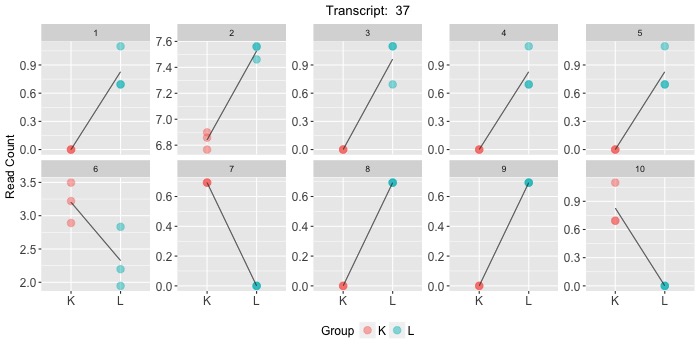 Transcript: 37
1 2 3 4 5
0.9 0.6 0.3 0.0
7.6 7.4 7.2 7.0 6.8
0.9 0.6 0.3 0.0
0.9 0.6 0.3 0.0
0.9 0.6 0.3 0.0
Read Count
6 7 8 9 10
3.5 3.0 2.5 2.0
0.6 0.4 0.2 0.0
0.6 0.4 0.2 0.0
0.6 0.4 0.2 0.0
0.9 0.6 0.3 0.0
K L K L K L K L K L
Group K L